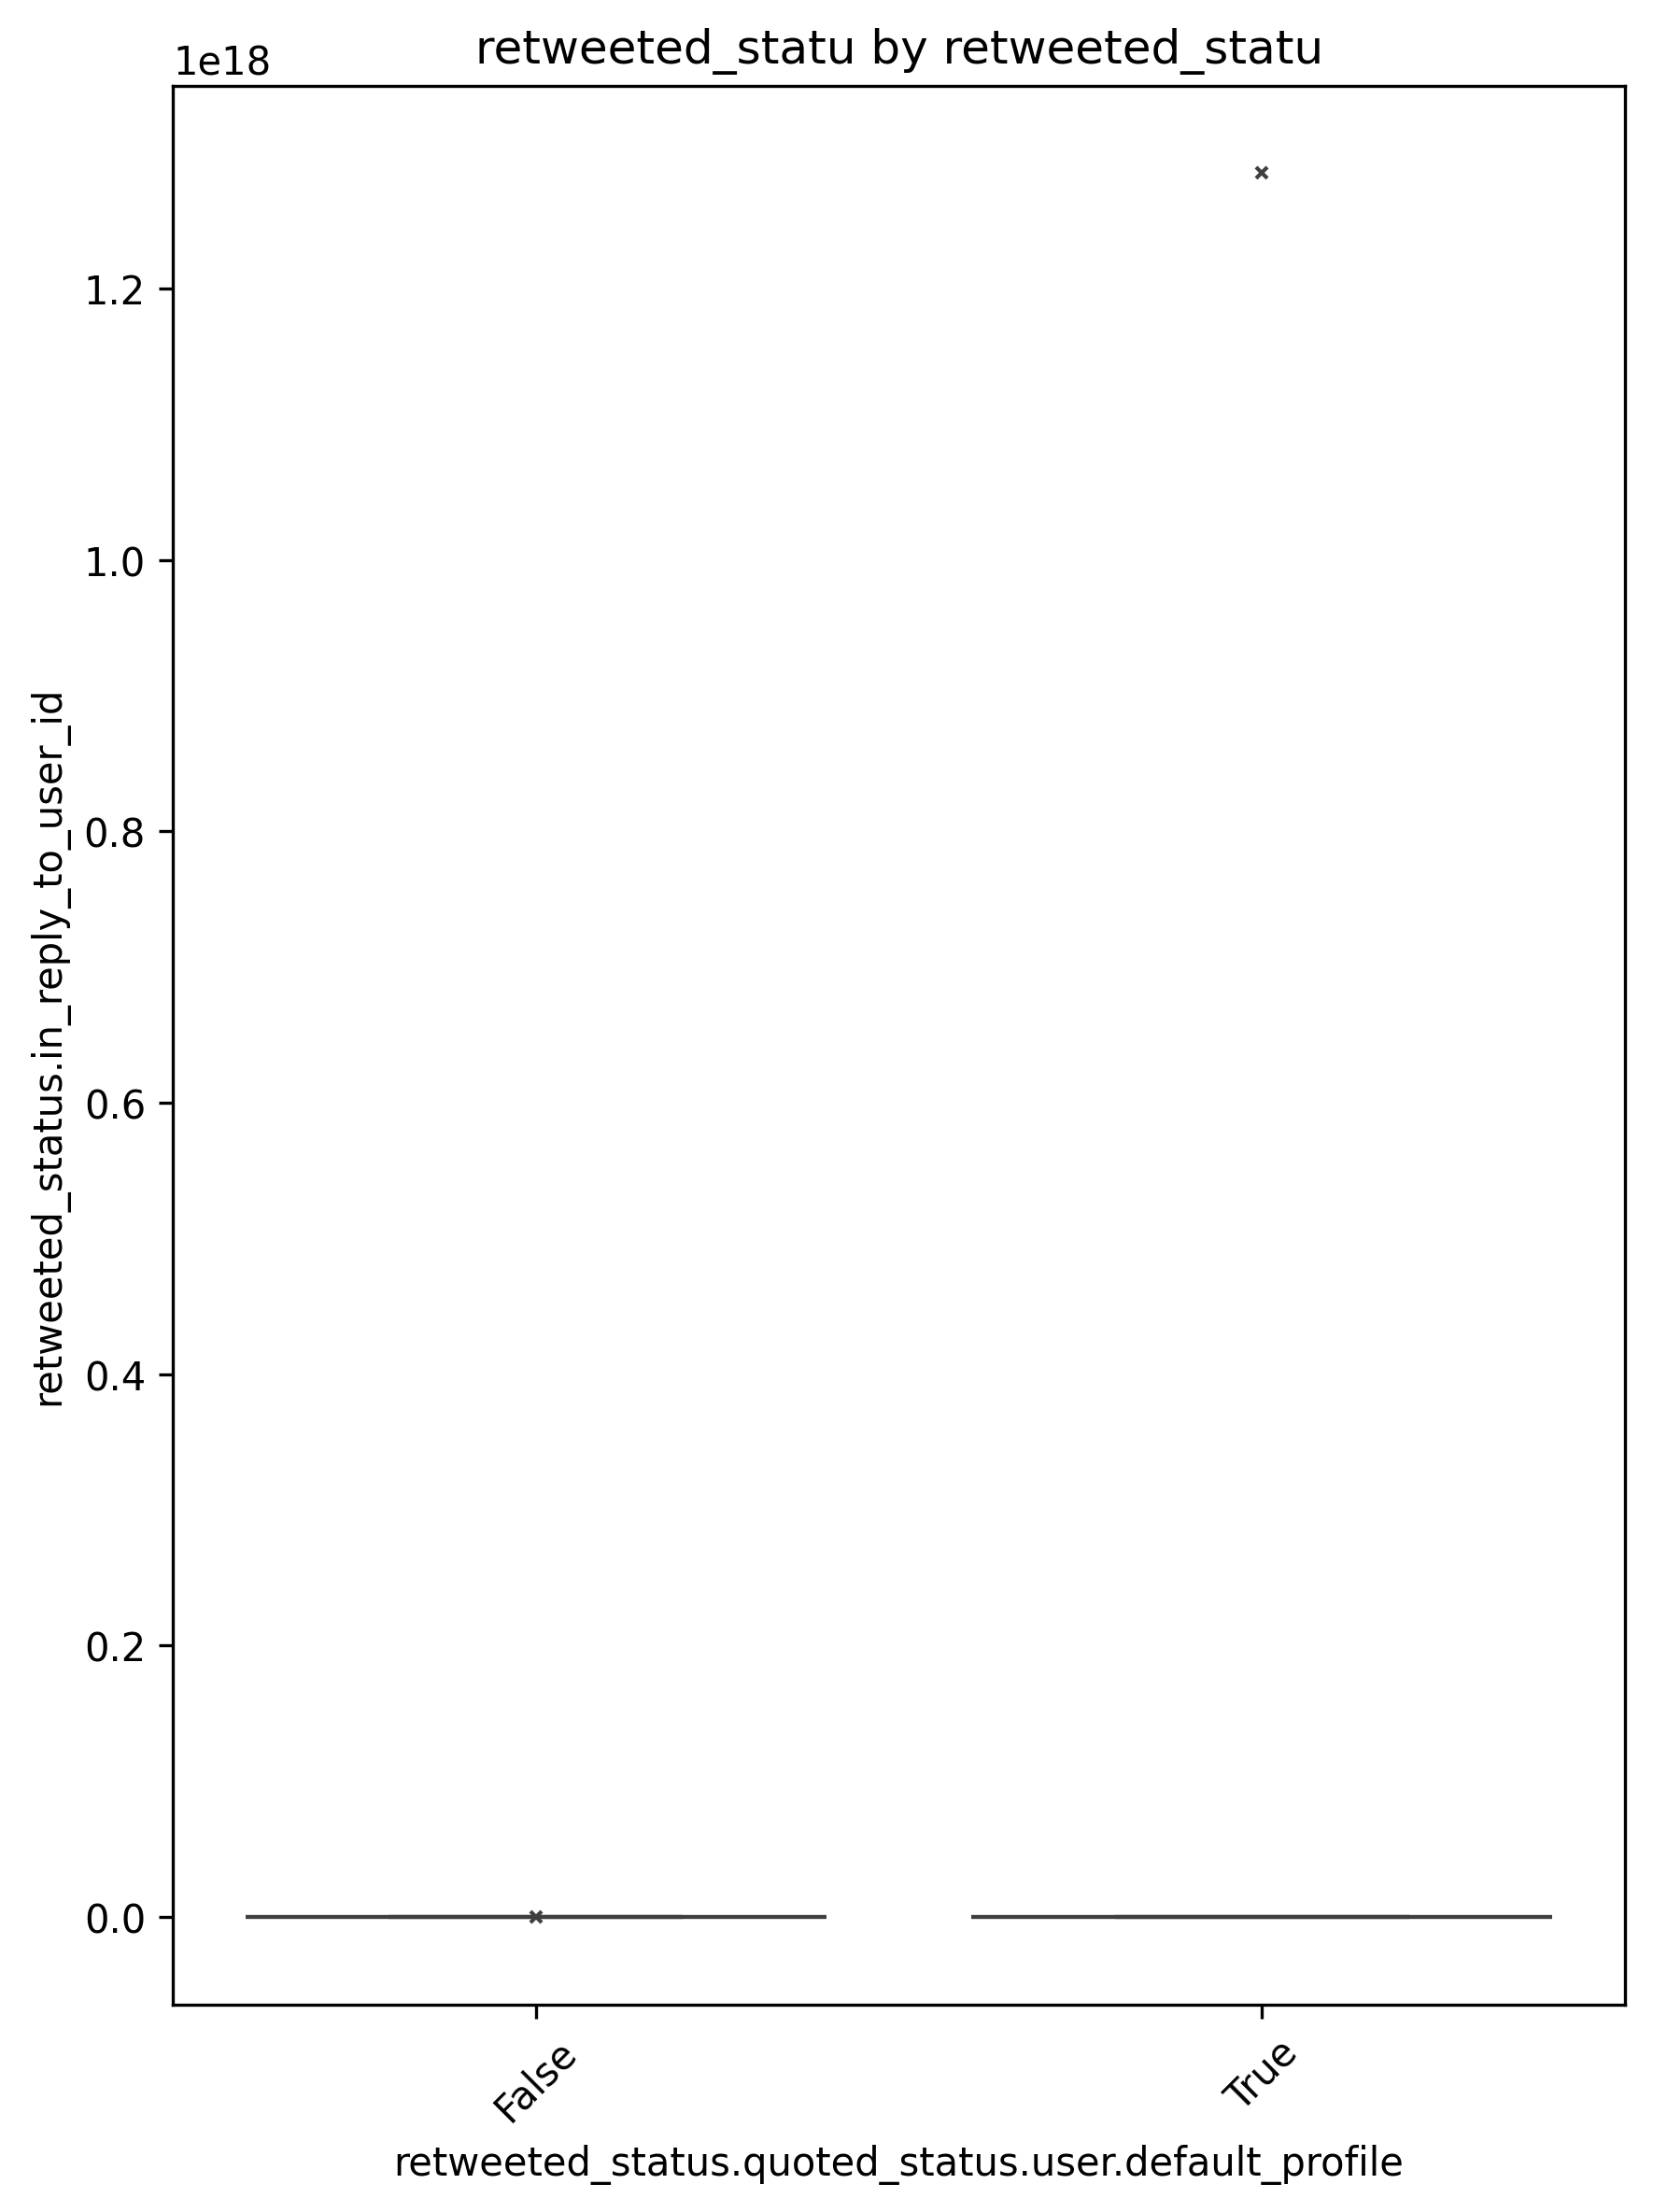 retweeted_statu by retweeted_statu
1e18
1.2
1.0
0.8
0.6
0.4
0.2
0.0
retweeted_status.in_reply_to_user_id
False
True
retweeted_status.quoted_status.user.default_profile